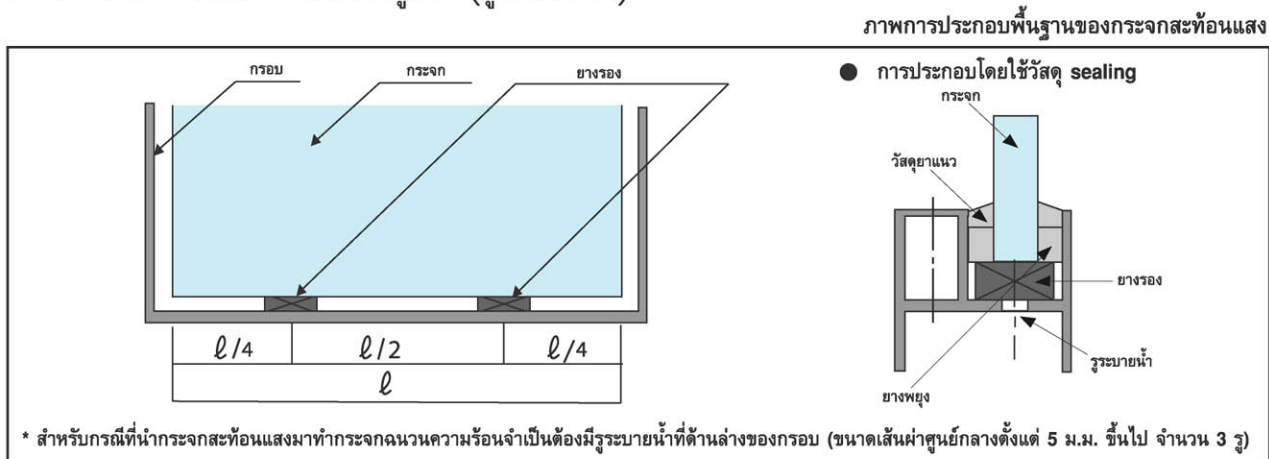 ภาพการประกอบพื้นฐานของกระจกสะท้อนแสง
กรอบ
กระจก
ยางรอง
ℓ/4
ℓ/2
ℓ/4
ℓ
● การประกอบโดยใช้วัสดุ sealing
กระจก
วัสดุยาแนว
ยางรอง
รูระบายน้ำ
ยางพยุง
* สำหรับกรณีที่นำกระจกสะท้อนแสงมาทำกระจกฉนวนความร้อนจำเป็นต้องมีรูระบายน้ำที่ด้านล่างของกรอบ (ขนาดเส้นผ่าศูนย์กลางตั้งแต่ 5 ม.ม. ขึ้นไป จำนวน 3 รู)